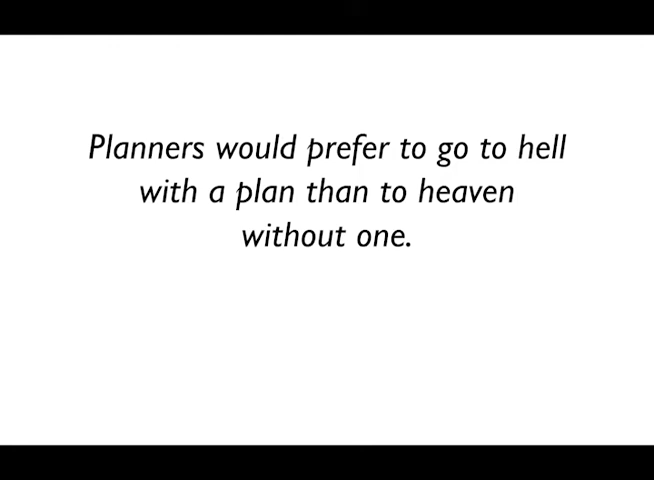 Planners would prefer to go to hell
with a plan than to heaven
without one.